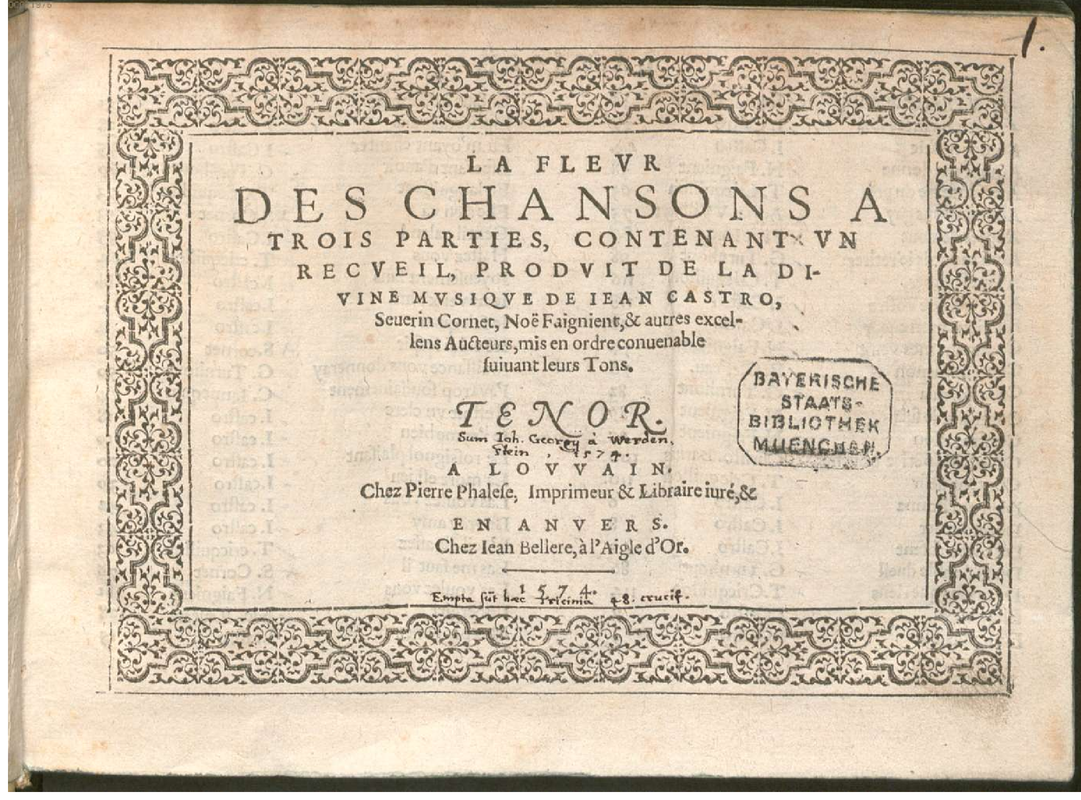 1.
LA FLEVR
DES CHANSONS A
TROIS PARTIES, CONTENANT VN
RECVEIL, PRODVIT DE LA DI-
VINE MVSIQVE DE IEAN CASTRO,
Seuerin Cornet, Noë Faignient, & autres excel-
lens Aucteurs, mis en ordre conuenable
suiuant leurs Tons.
BAYERISCHE
STAATS-
BIBLIOTHEK
MUENCHEN
TENOR.
Sum Ioh. Georg à Werden.
stein, 1574.
A LOVVAIN.
Chez Pierre Phalese, Imprimeur & Libraire iuré, &
EN ANVERS.
Chez Iean Bellere, à l'Aigle d'Or.
1574.
Empta sūt haec Tricinia 48. crucif.